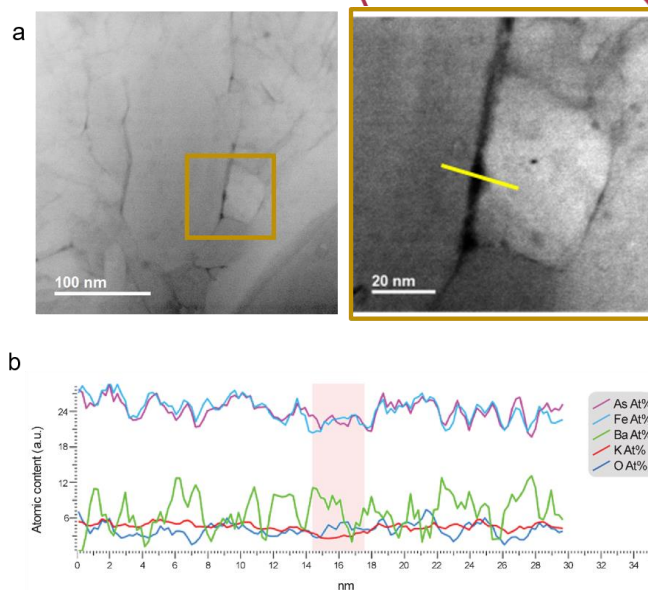 a
100 nm
20 nm
b
Atomic content (a.u.)
24
18
12
6
As At%
Fe At%
Ba At%
K At%
O At%
0 2 4 6 8 10 12 14 16 18 20 22 24 26 28 30 32 34
nm